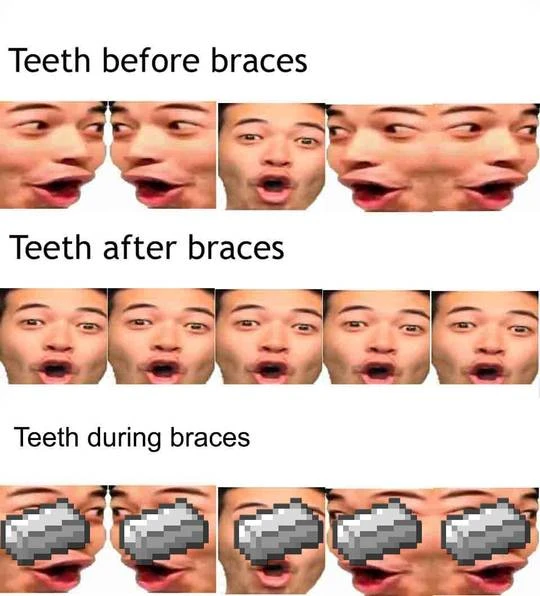 Teeth before braces
Teeth after braces
Teeth during braces